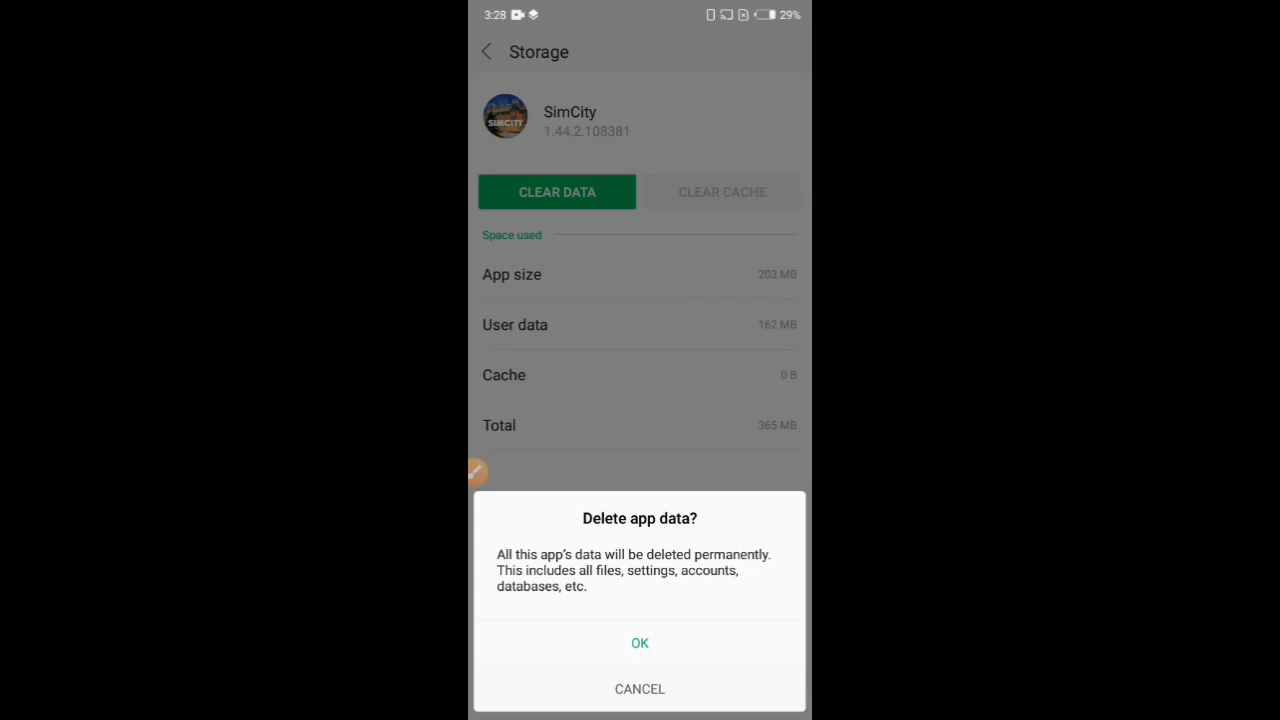 3:28 29%
Storage
SIMCITY
SimCity
1.44.2.108381
CLEAR DATA CLEAR CACHE
Space used
App size 203 MB
User data 162 MB
Cache 0 B
Total 365 MB
Delete app data?
All this app's data will be deleted permanently.
This includes all files, settings, accounts,
databases, etc.
OK
CANCEL